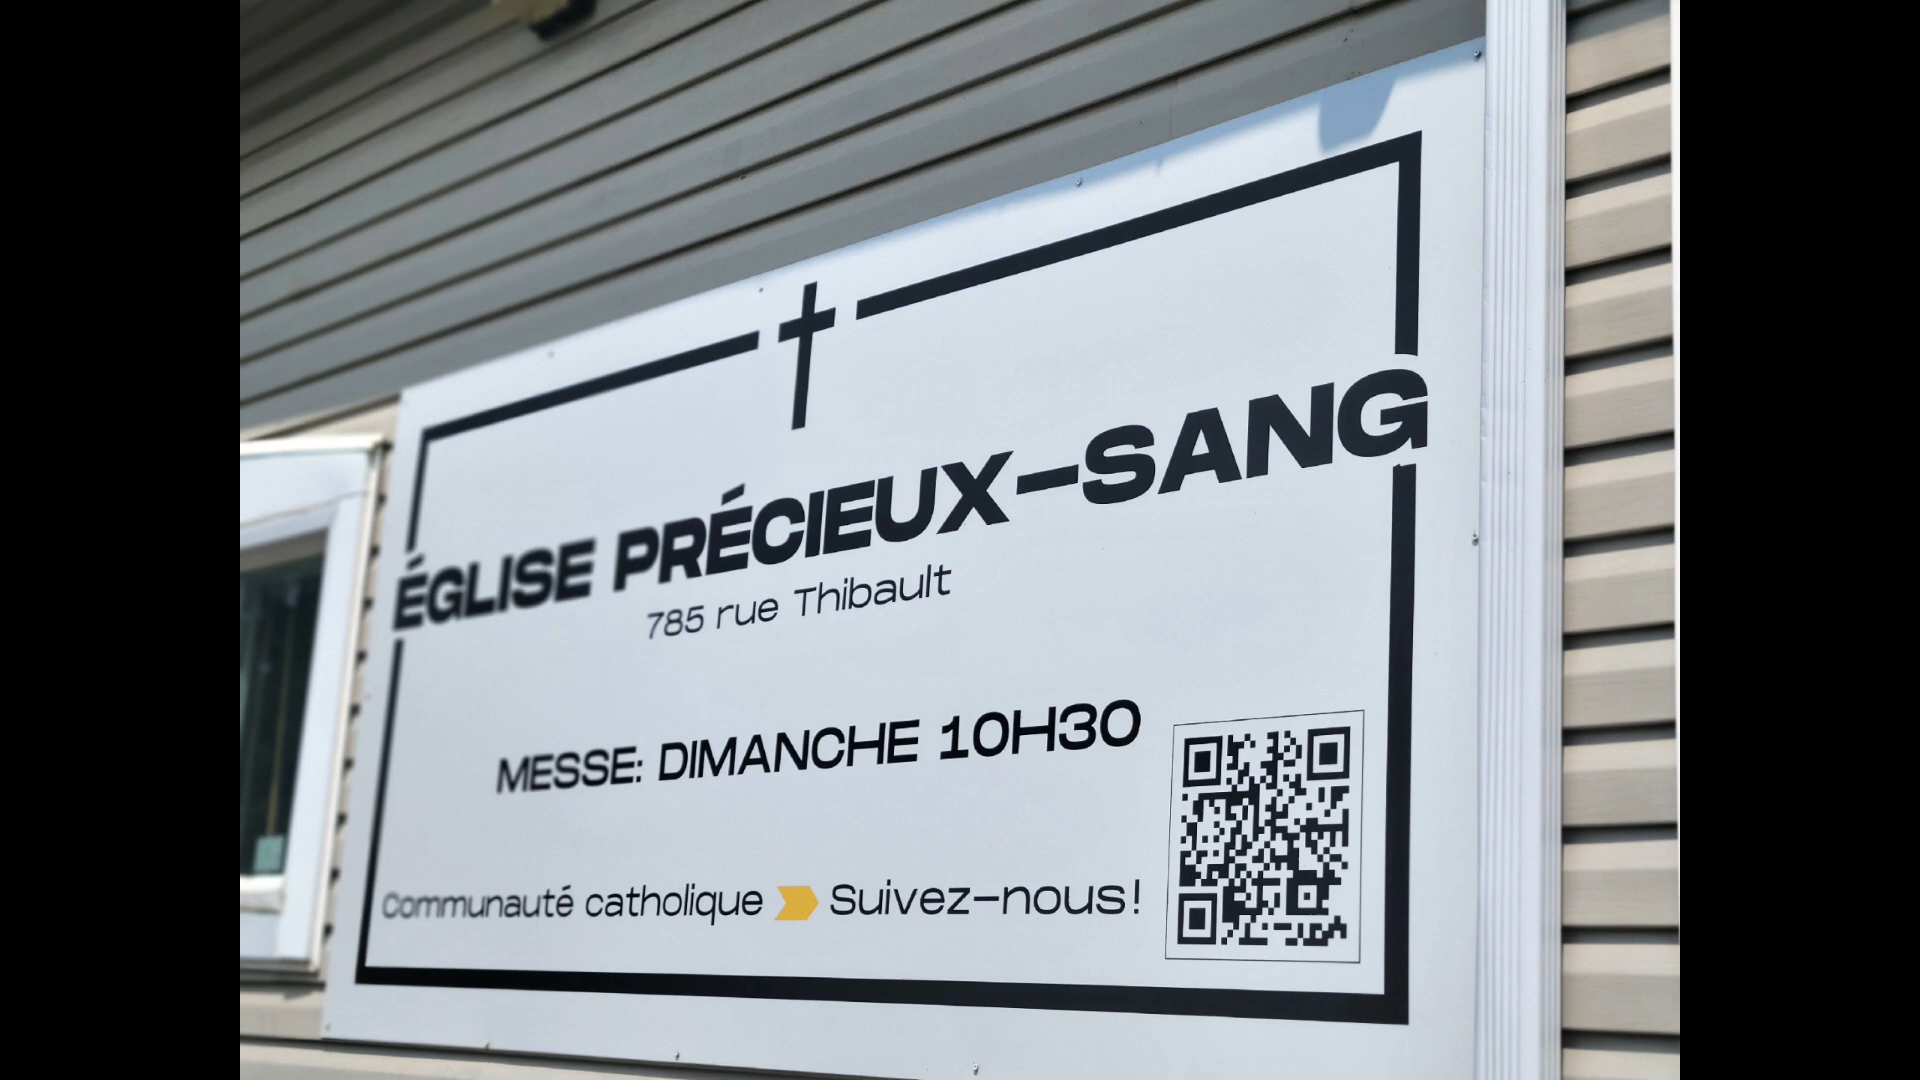 ÉGLISE PRÉCIEUX-SANG
785 rue Thibault
MESSE: DIMANCHE 10H30
Communauté catholique Suivez-nous!